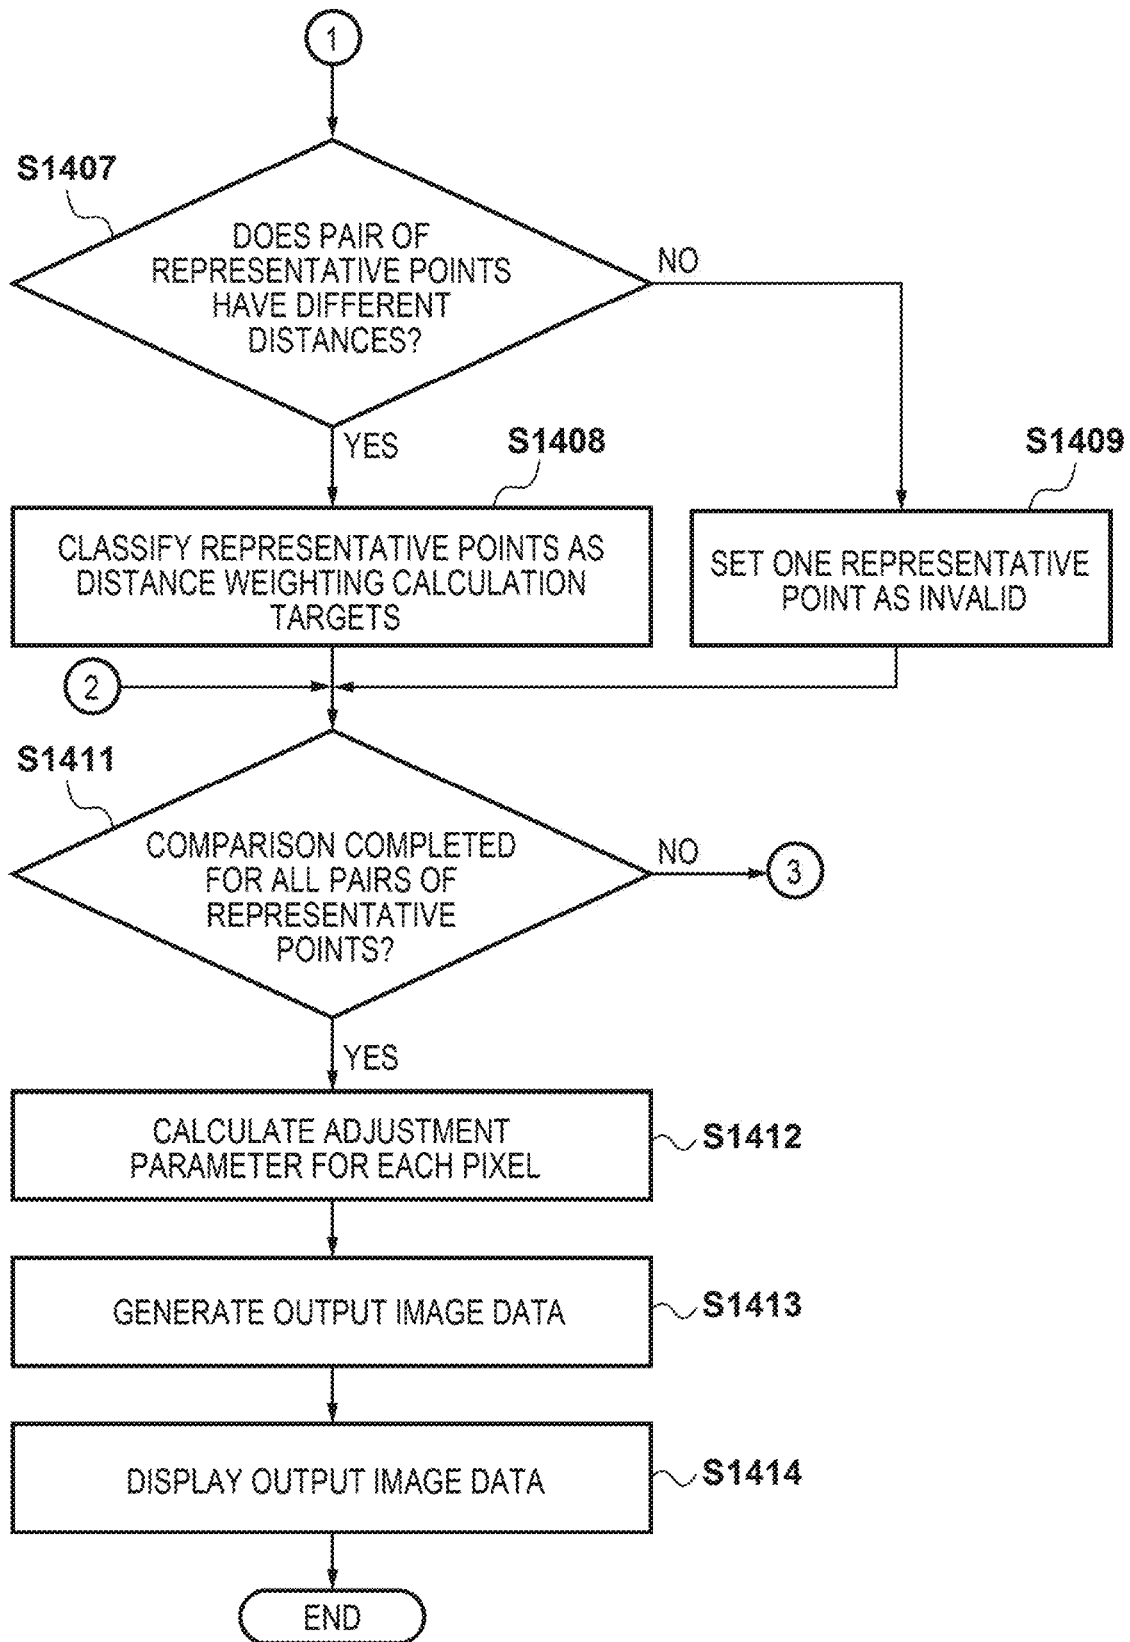 1
S1407
DOES PAIR OF
REPRESENTATIVE POINTS
HAVE DIFFERENT
DISTANCES?
NO
YES
S1408
S1409
CLASSIFY REPRESENTATIVE POINTS AS
DISTANCE WEIGHTING CALCULATION
TARGETS
SET ONE REPRESENTATIVE
POINT AS INVALID
2
S1411
COMPARISON COMPLETED
FOR ALL PAIRS OF
REPRESENTATIVE
POINTS?
NO
3
YES
CALCULATE ADJUSTMENT
PARAMETER FOR EACH PIXEL
S1412
GENERATE OUTPUT IMAGE DATA
S1413
DISPLAY OUTPUT IMAGE DATA
S1414
END